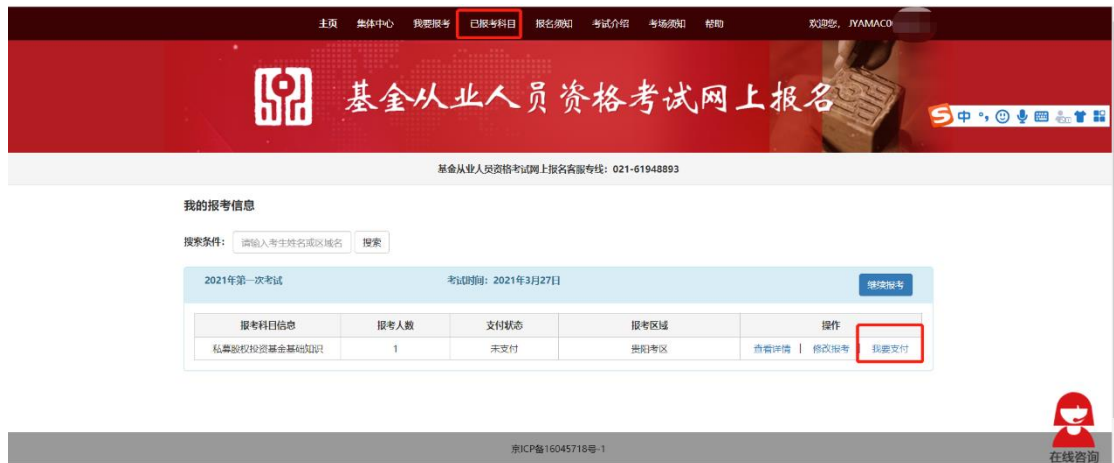 主页 集体中心 我要报考 已报考科目 报名须知 考试介绍 考场须知 帮助 欢迎您，JYAMAC0
基金从业人员资格考试网上报名
中
基金从业人员资格考试网上报名客服专线：021-61948893
我的报考信息
搜索条件： 请输入考生姓名或区域名 搜索
2021年第一次考试 考试时间：2021年3月27日 继续报考
报考科目信息 报考人数 支付状态 报考区域 操作
私募股权投资基金基础知识 1 未支付 贵阳考区 查看详情 | 修改报考 | 我要支付
京ICP备16045718号-1
在线咨询